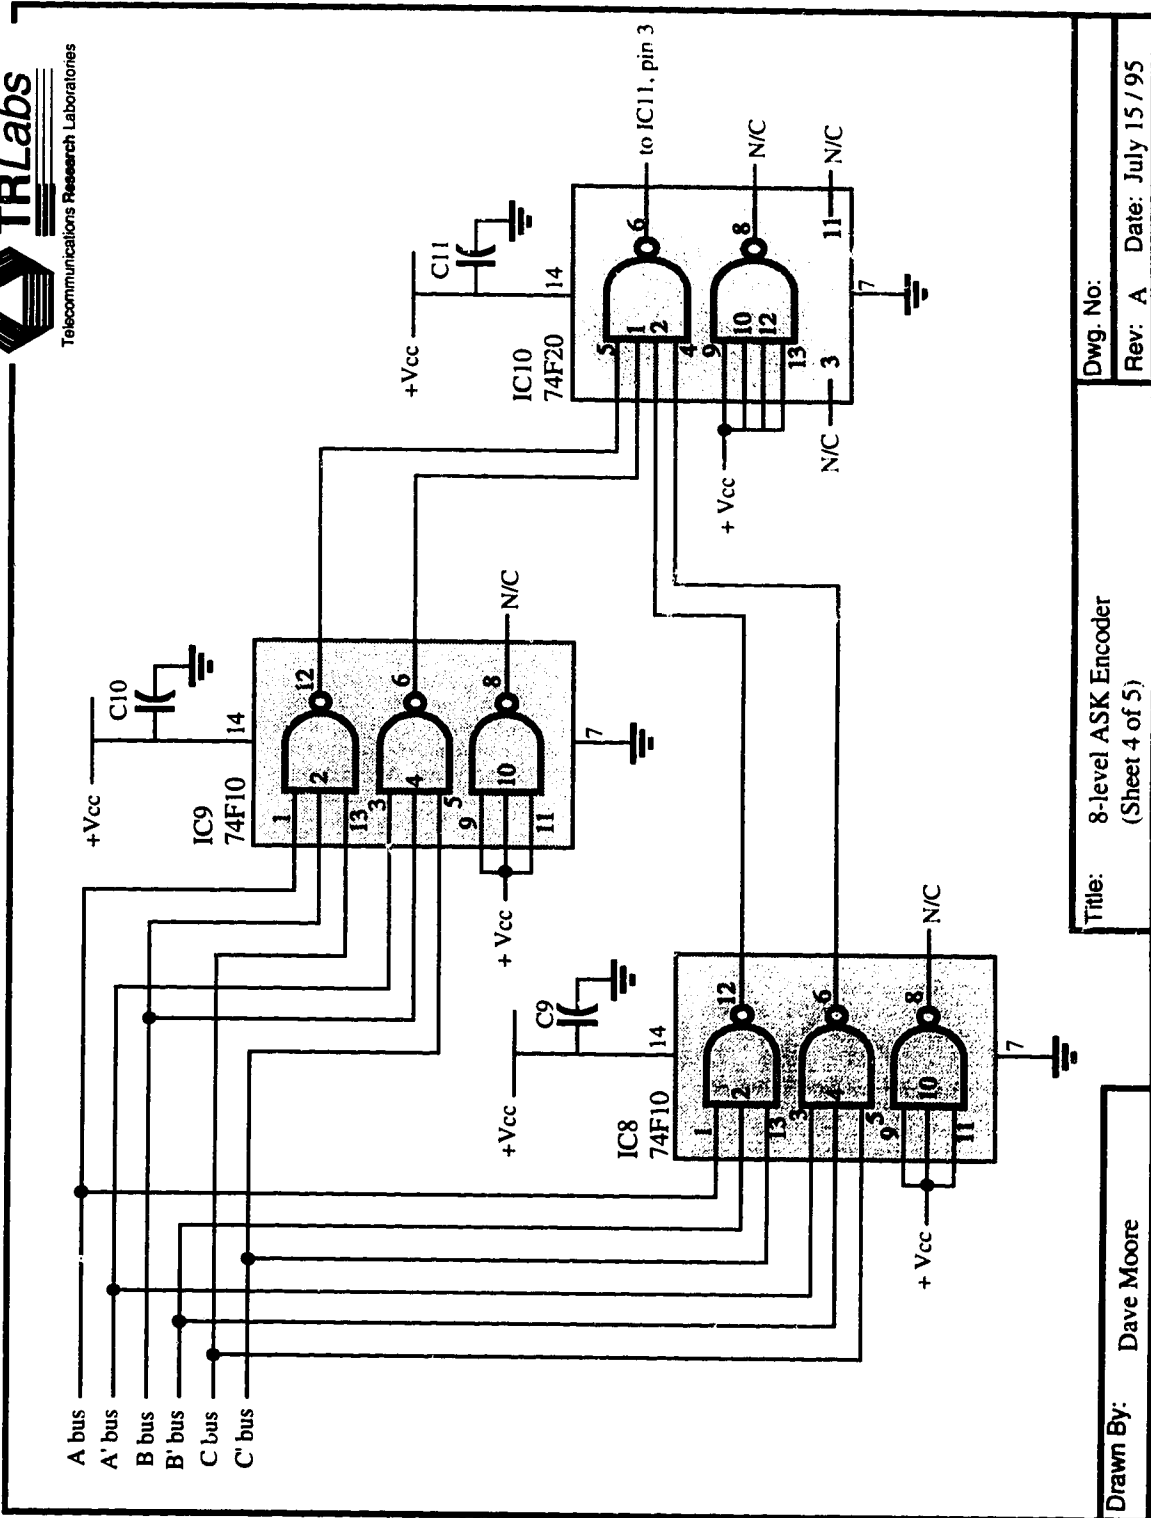 TRLabs
Telecommunications Research Laboratories
A bus
A' bus
B bus
B' bus
C bus
C' bus
+Vcc
C10
14
IC9
74F10
1
2
13
12
3
4
5
6
9
10
11
8
N/C
+ Vcc
7
+Vcc
C9
14
IC8
74F10
1
2
13
12
3
4
5
6
9
10
11
8
N/C
+ Vcc
7
+Vcc
C11
14
IC10
74F20
5
1
2
4
6
to IC11, pin 3
9
10
12
13
8
N/C
+ Vcc
N/C
3
11
N/C
7
Drawn By: Dave Moore
Title: 8-level ASK Encoder
(Sheet 4 of 5)
Dwg. No:
Rev: A Date: July 15 / 95